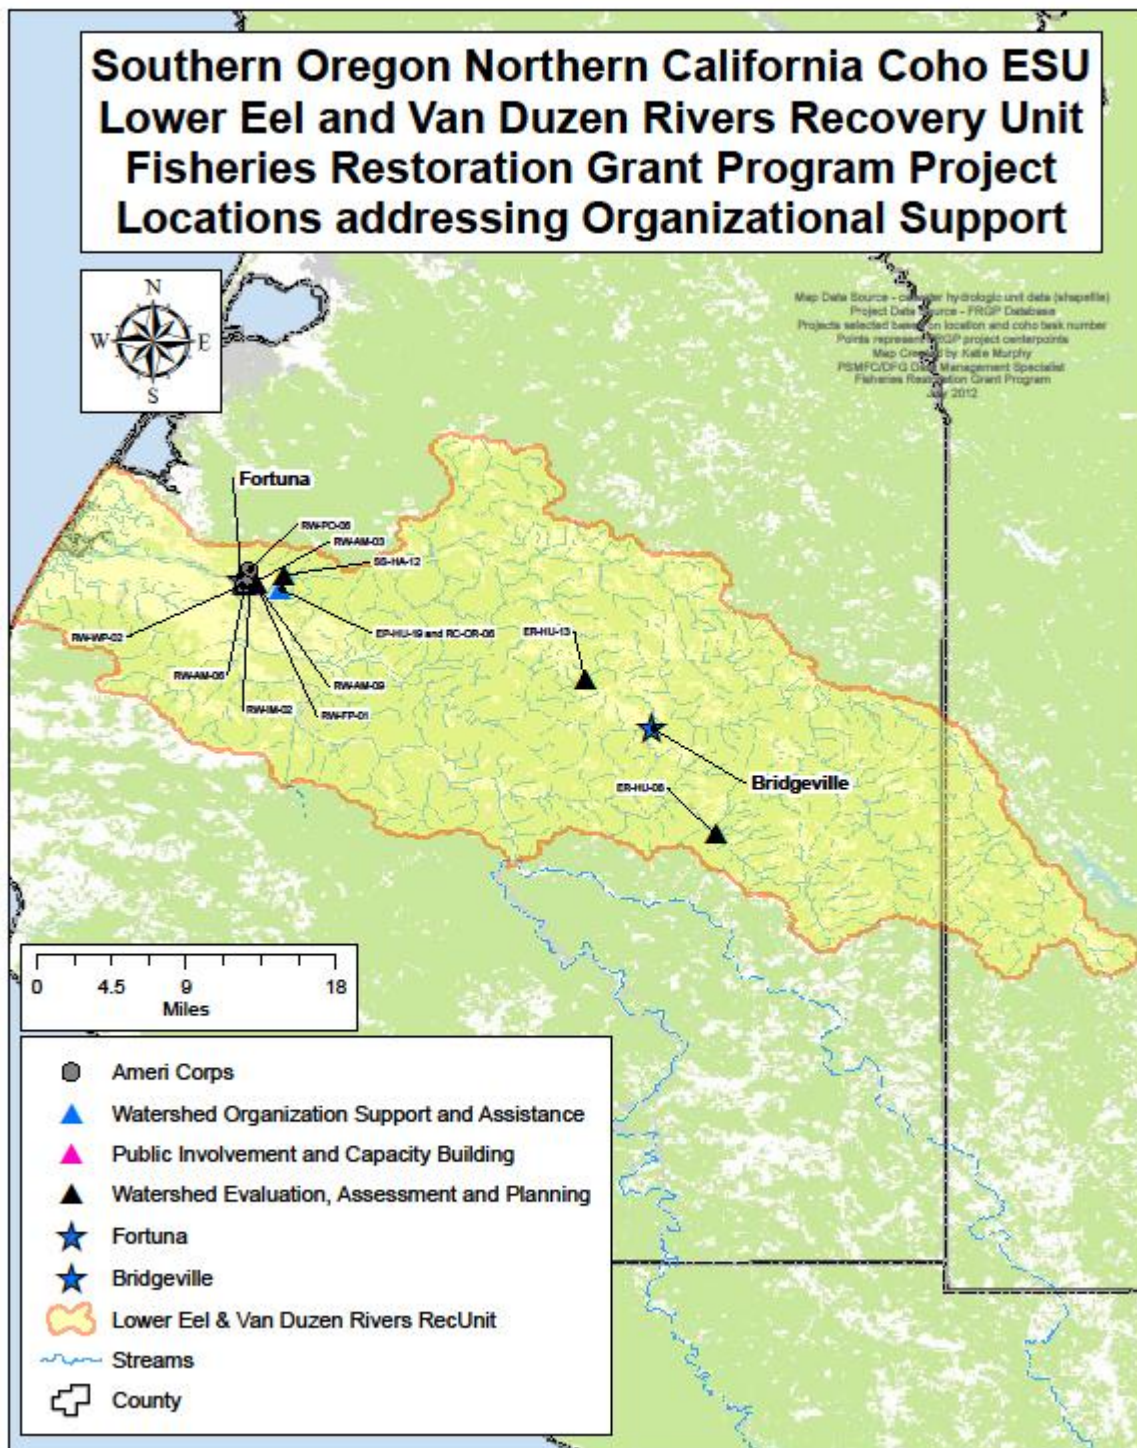 Southern Oregon Northern California Coho ESU
Lower Eel and Van Duzen Rivers Recovery Unit
Fisheries Restoration Grant Program Project
Locations addressing Organizational Support
N
W E
S
Map Data Source - calwater hydrologic unit data (shapefile)
Project Data Source - FRGP Database
Projects selected based on location and coho task number
Points represent FRGP project centerpoints
Map Created by Katie Murphy
PSMFC/DFG Data Management Specialist
Fisheries Restoration Grant Program
July 2012
Fortuna
RW-PO-06
RW-AM-03
SS-HA-12
RW-WP-02
EP-HU-19 and RC-OR-06
ER-HU-13
RW-AM-06
RW-AM-09
RW-IM-02
RW-FP-01
Bridgeville
ER-HU-08
0 4.5 9 18
Miles
Ameri Corps
Watershed Organization Support and Assistance
Public Involvement and Capacity Building
Watershed Evaluation, Assessment and Planning
Fortuna
Bridgeville
Lower Eel & Van Duzen Rivers RecUnit
Streams
County